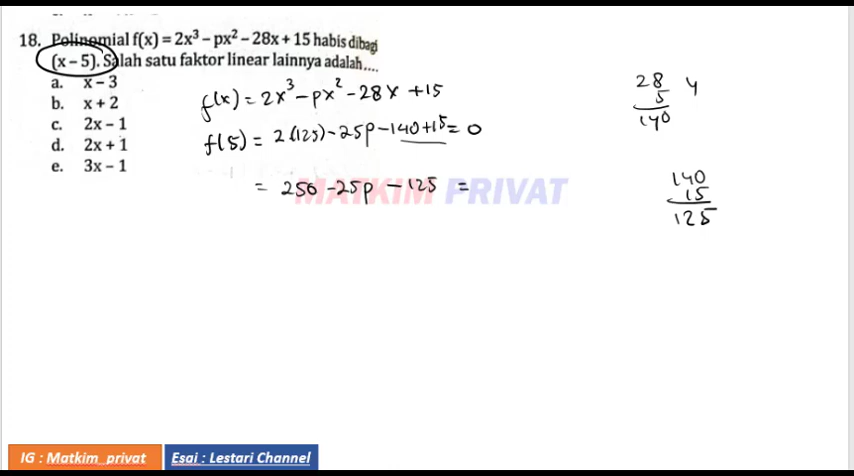 18. Polinomial f(x) = 2x³ – px² – 28x + 15 habis dibagi
(x – 5). Salah satu faktor linear lainnya adalah....
a. x – 3
b. x + 2
c. 2x – 1
d. 2x + 1
e. 3x – 1
f(x) = 2x³ – px² – 28x + 15
f(5) = 2(125) – 25p – 140 + 15 = 0
= 250 – 25p – 125 =
28
5
140
4
140
15
125
MATKIM PRIVAT
IG : Matkim_privat
Esai : Lestari Channel